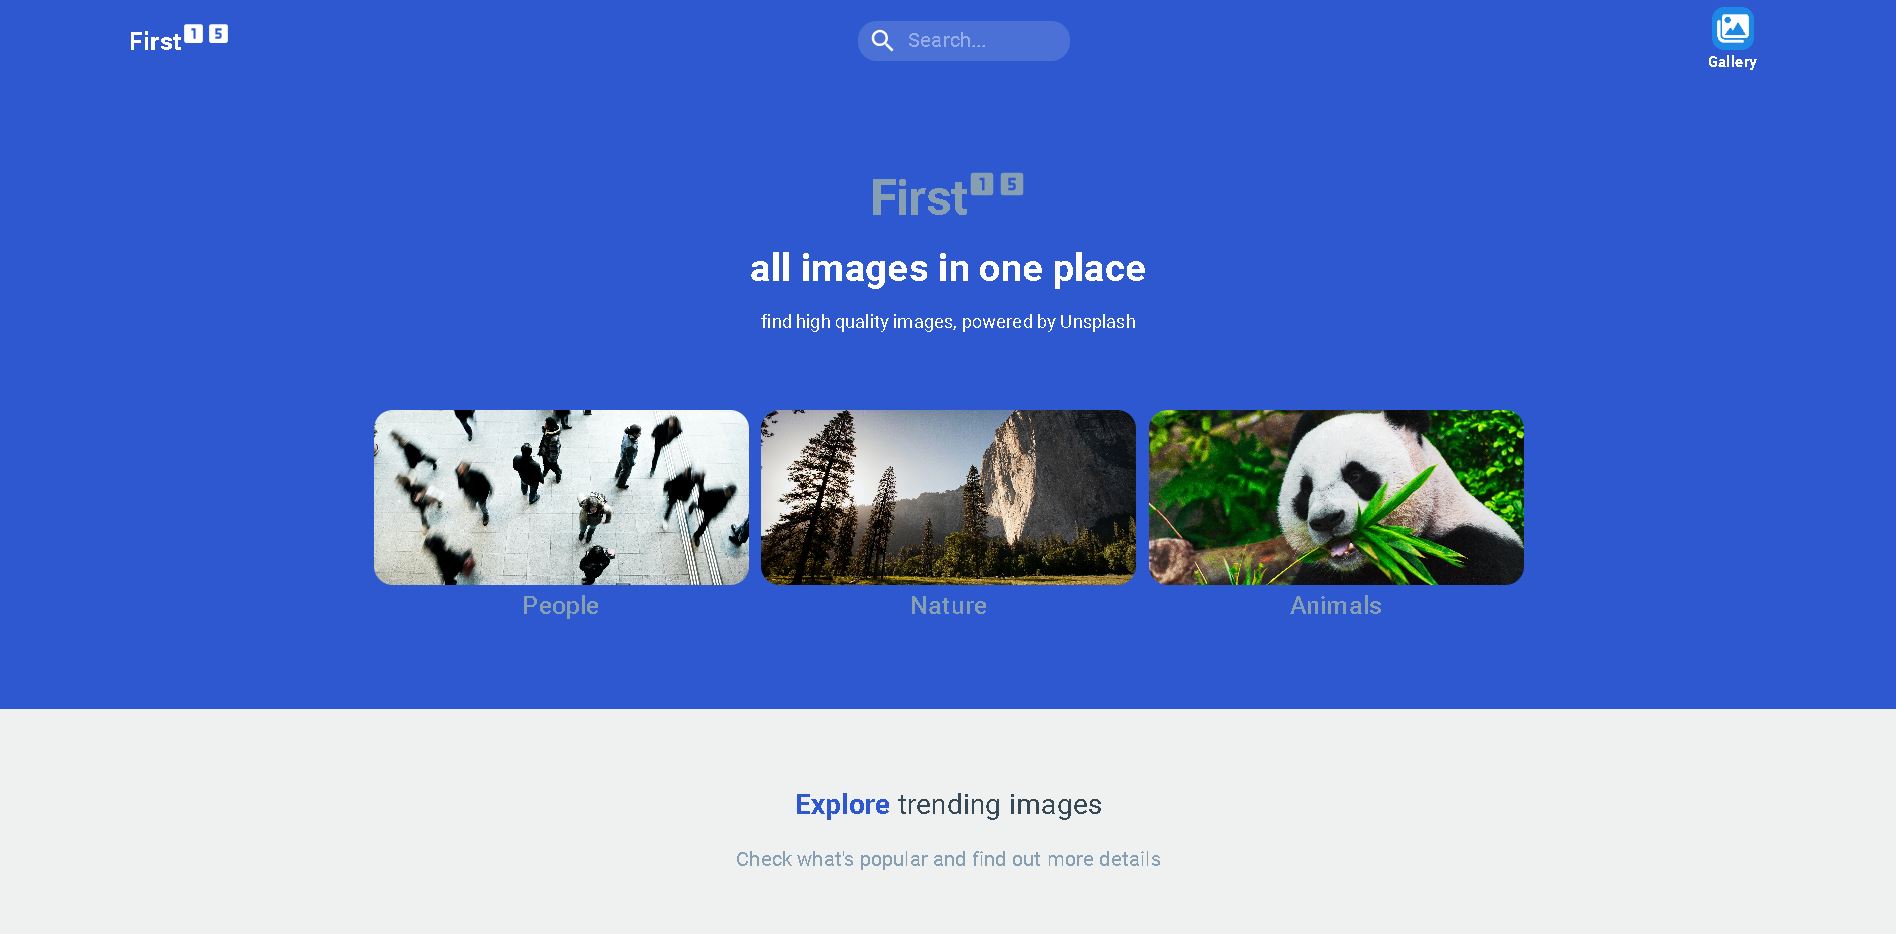 First 1 5
Search...
Gallery
First 1 5
all images in one place
find high quality images, powered by Unsplash
People
Nature
Animals
Explore trending images
Check what's popular and find out more details